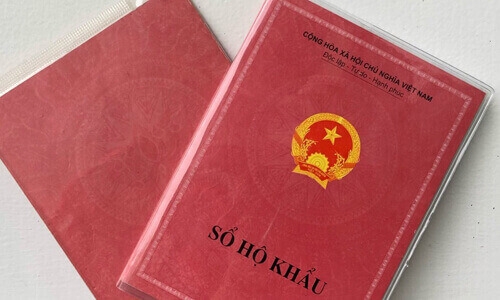 CỘNG HÒA XÃ HỘI CHỦ NGHĨA VIỆT NAM
Độc lập - Tự do - Hạnh phúc
SỔ HỘ KHẨU